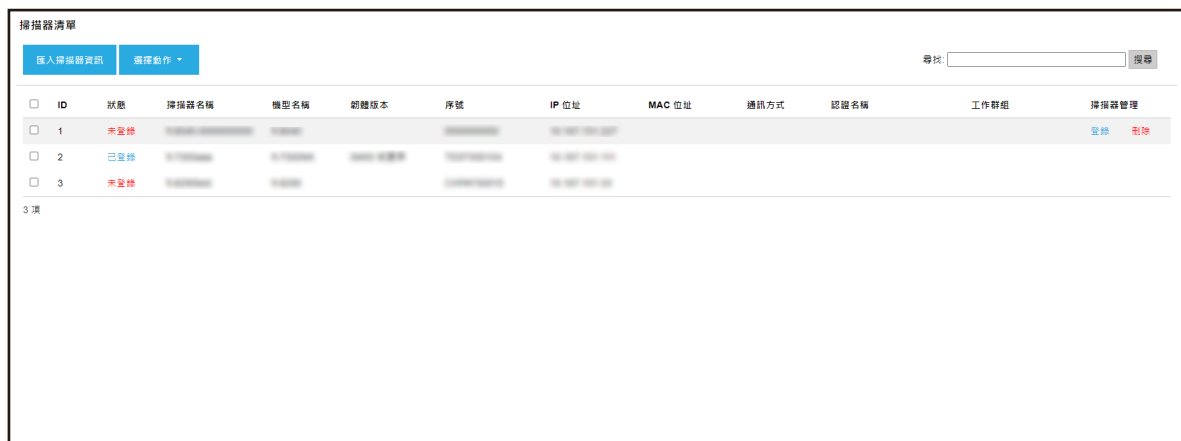 掃描器清單
匯入掃描器資訊 選擇動作 尋找: 搜尋
ID 狀態 掃描器名稱 機型名稱 韌體版本 序號 IP 位址 MAC 位址 通訊方式 認證名稱 工作群組 掃描器管理
1 未登錄 登錄 刪除
2 已登錄
3 未登錄
3 項